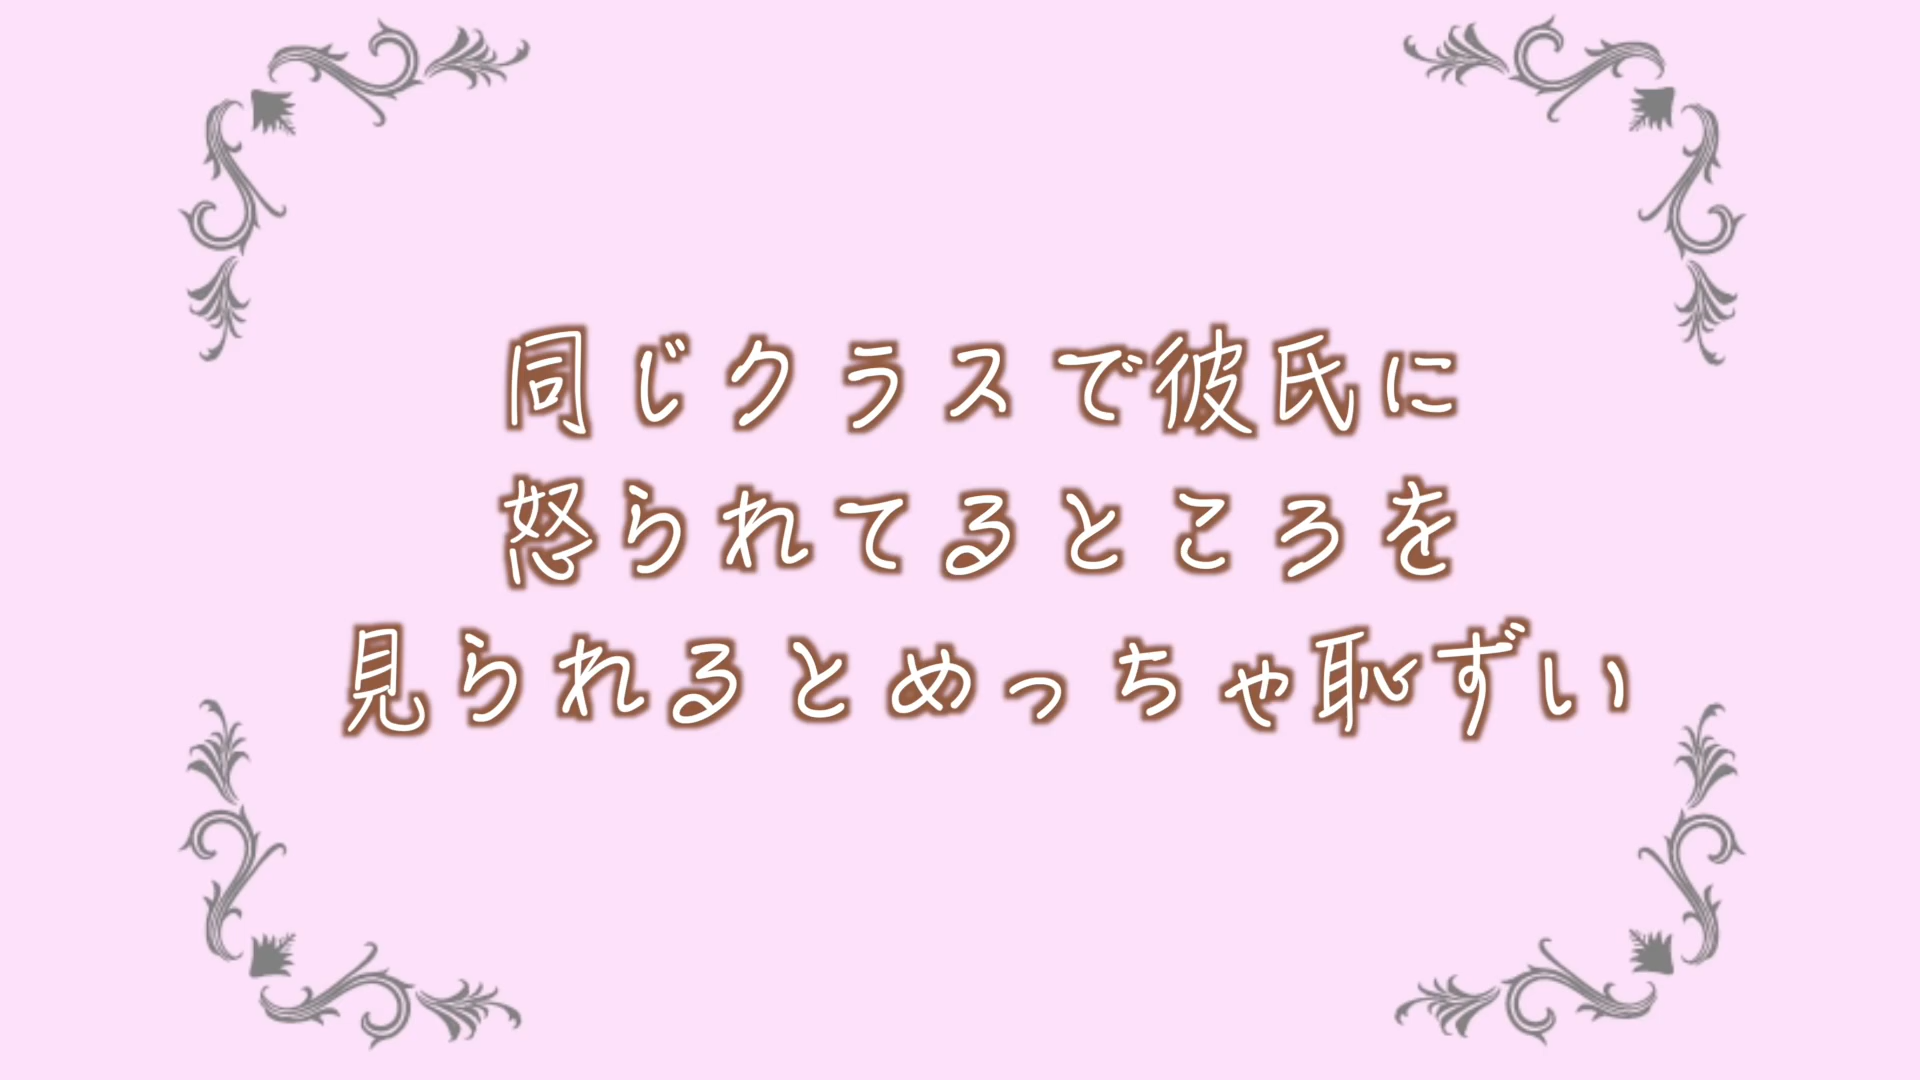 同じクラスで彼氏に
怒られてるところを
見られるとめっちゃ恥ずい